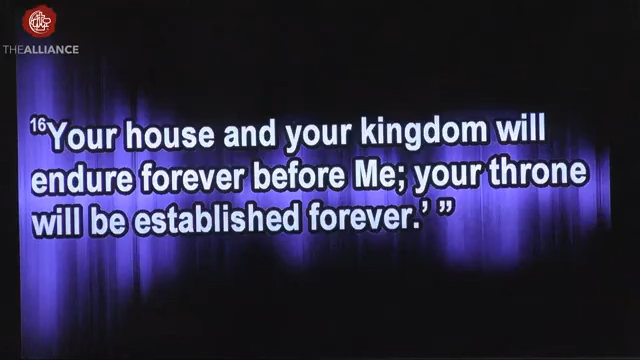 THEALLIANCE
¹⁶Your house and your kingdom will
endure forever before Me; your throne
will be established forever.’ ”